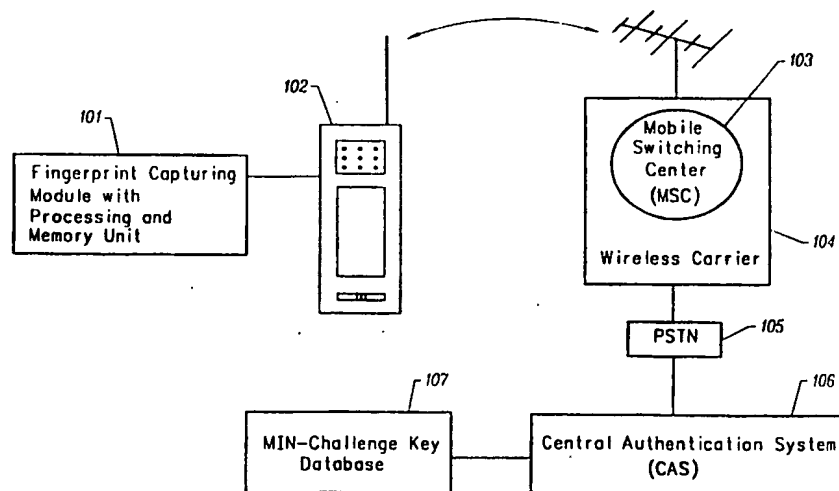 101
Fingerprint Capturing
Module with
Processing and
Memory Unit
102
103
Mobile
Switching
Center
(MSC)
Wireless Carrier
104
PSTN
105
107
MIN-Challenge Key
Database
106
Central Authentication System
(CAS)